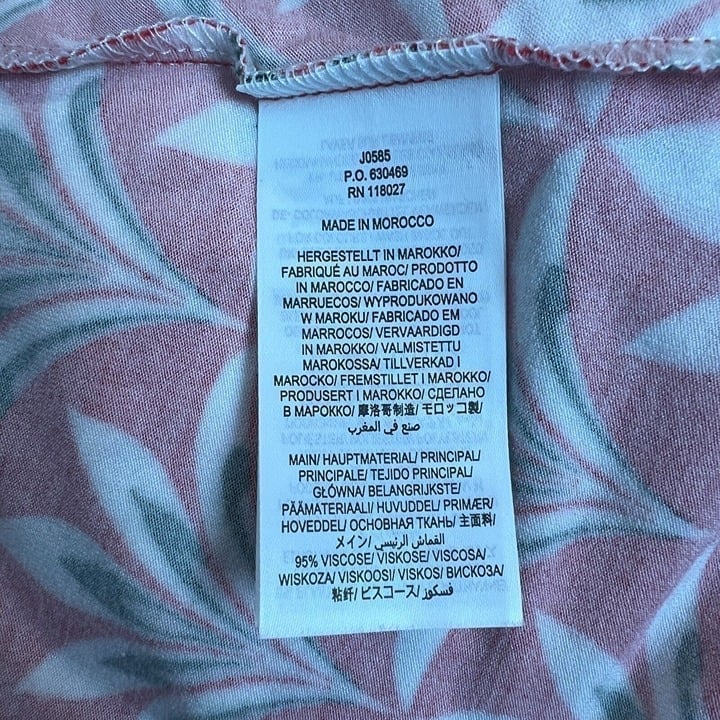 J0585
P.O. 630469
RN 118027
MADE IN MOROCCO
HERGESTELLT IN MAROKKO/
FABRIQUÉ AU MAROC/ PRODOTTO
IN MAROCCO/ FABRICADO EN
MARRUECOS/ WYPRODUKOWANO
W MAROKU/ FABRICADO EM
MARROCOS/ VERVAARDIGD
IN MAROKKO/ VALMISTETTU
MAROKOSSA/ TILLVERKAD I
MAROCKO/ FREMSTILLET I MAROKKO/
PRODUSERT I MAROKKO/ СДЕЛАНО
В МАРОККО/ 摩洛哥制造/ モロッコ製/
صنع في المغرب
MAIN/ HAUPTMATERIAL/ PRINCIPAL/
PRINCIPALE/ TEJIDO PRINCIPAL/
GŁÓWNA/ BELANGRIJKSTE/
PÄÄMATERIAALI/ HUVUDDEL/ PRIMÆR/
HOVEDDEL/ ОСНОВНАЯ ТКАНЬ/ 主面料/
メイン/ القماش الرئيسي
95% VISCOSE/ VISKOSE/ VISCOSA/
WISKOZA/ VISKOOSI/ VISKOS/ ВИСКОЗА/
粘纤/ ビスコース/ فسكوز